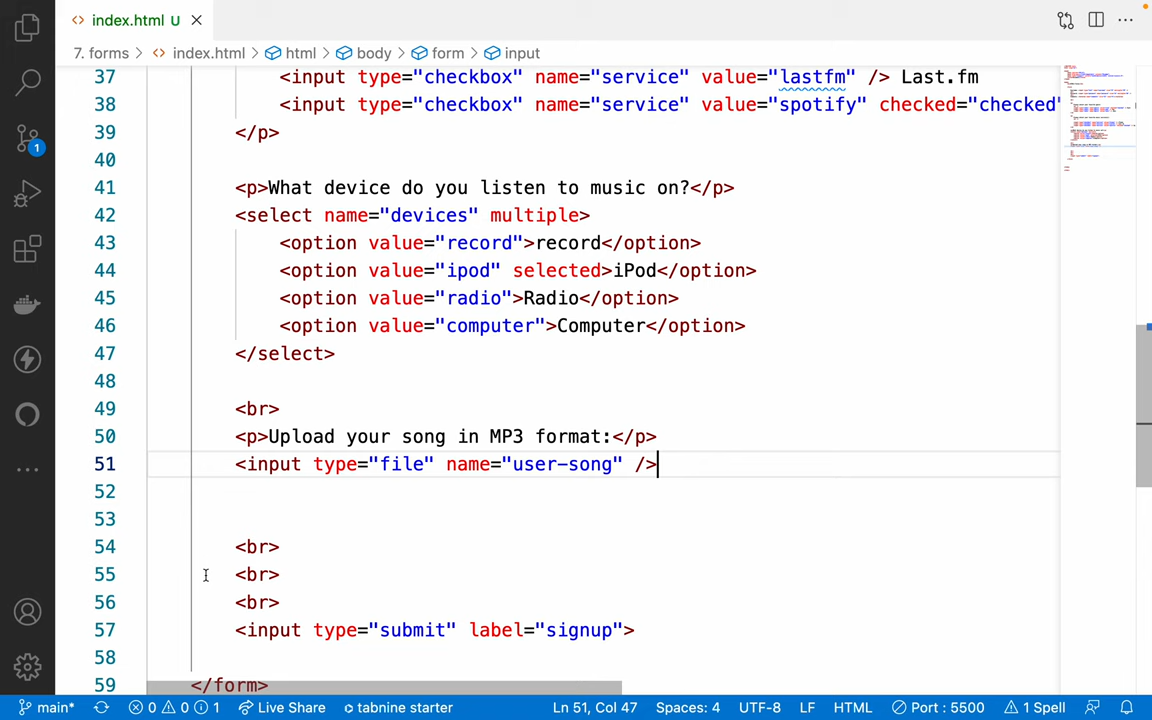 index.html U
7. forms > index.html > html > body > form > input
37 <input type="checkbox" name="service" value="lastfm" /> Last.fm
38 <input type="checkbox" name="service" value="spotify" checked="checked"
39 </p>
40
41 <p>What device do you listen to music on?</p>
42 <select name="devices" multiple>
43 <option value="record">record</option>
44 <option value="ipod" selected>iPod</option>
45 <option value="radio">Radio</option>
46 <option value="computer">Computer</option>
47 </select>
48
49 <br>
50 <p>Upload your song in MP3 format:</p>
51 <input type="file" name="user-song" />
52
53
54 <br>
55 <br>
56 <br>
57 <input type="submit" label="signup">
58
59 </form>
1
main* 0 0 1 Live Share tabnine starter Ln 51, Col 47 Spaces: 4 UTF-8 LF HTML Port : 5500 1 Spell